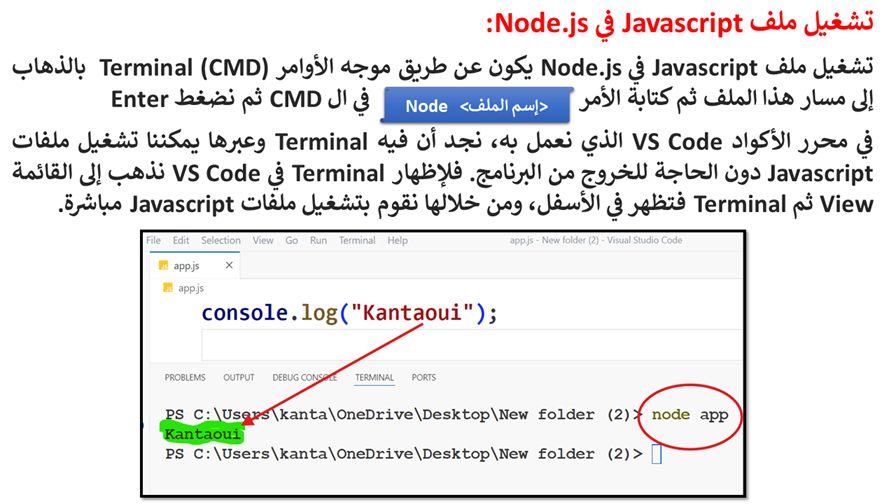 تشغيل ملف Javascript في Node.js:
تشغيل ملف Javascript في Node.js يكون عن طريق موجه الأوامر Terminal (CMD) بالذهاب
إلى مسار هذا الملف ثم كتابة الأمر Node <إسم الملف> في ال CMD ثم نضغط Enter
في محرر الأكواد VS Code الذي نعمل به، نجد أن فيه Terminal وعبرها يمكننا تشغيل ملفات
Javascript دون الحاجة للخروج من البرنامج. فلإظهار Terminal في VS Code نذهب إلى القائمة
View ثم Terminal فتظهر في الأسفل، ومن خلالها نقوم بتشغيل ملفات Javascript مباشرة.
File Edit Selection View Go Run Terminal Help app.js - New folder (2) - Visual Studio Code
app.js ×
app.js
console.log("Kantaoui");
PROBLEMS OUTPUT DEBUG CONSOLE TERMINAL PORTS
PS C:\Users\kanta\OneDrive\Desktop\New folder (2)> node app
Kantaoui
PS C:\Users\kanta\OneDrive\Desktop\New folder (2)>